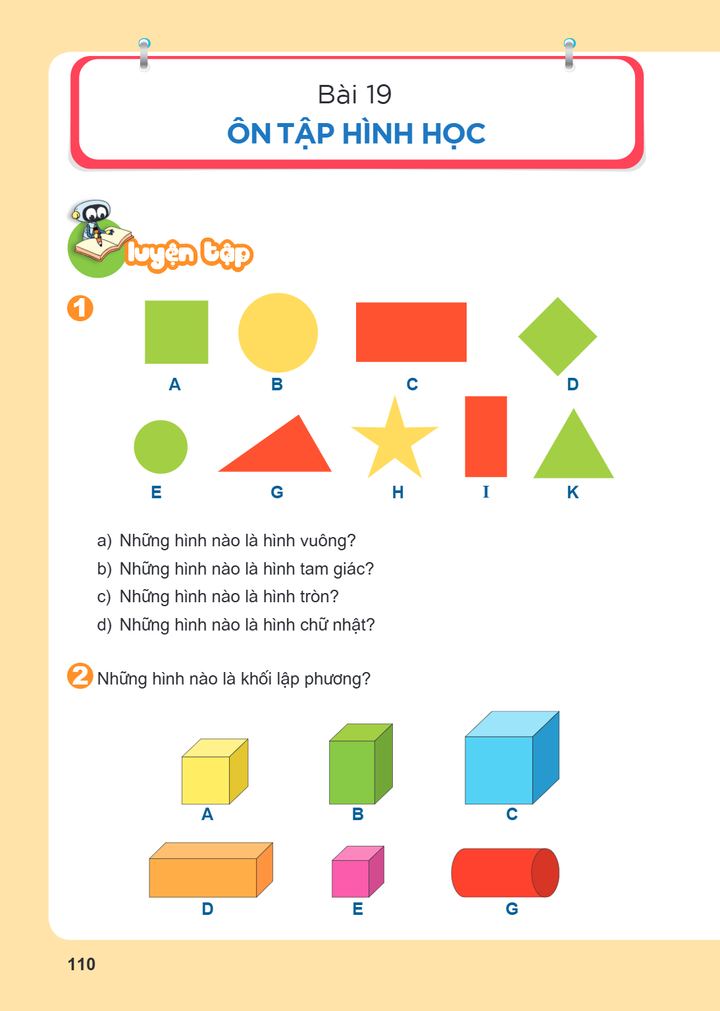 Bài 19
ÔN TẬP HÌNH HỌC
luyện tập
1
A B C D
E G H I K
a) Những hình nào là hình vuông?
b) Những hình nào là hình tam giác?
c) Những hình nào là hình tròn?
d) Những hình nào là hình chữ nhật?
2 Những hình nào là khối lập phương?
A B C
D E G
110